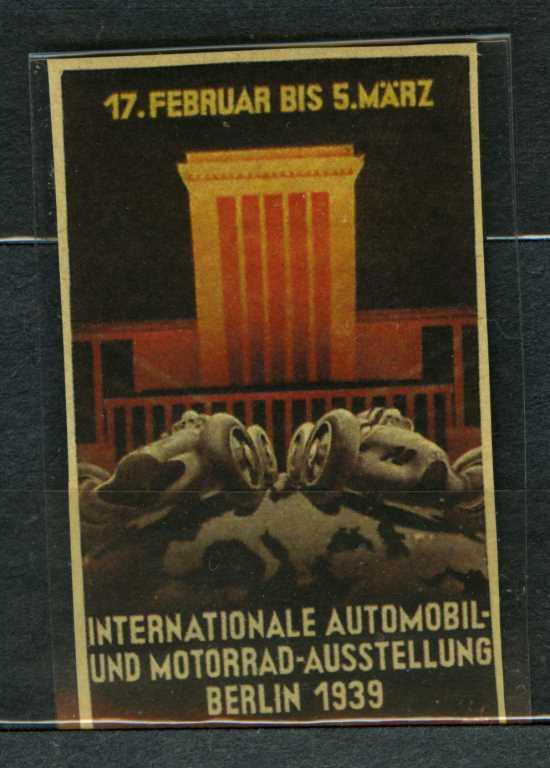 17. FEBRUAR BIS 5. MÄRZ
INTERNATIONALE AUTOMOBIL-
UND MOTORRAD-AUSSTELLUNG
BERLIN 1939